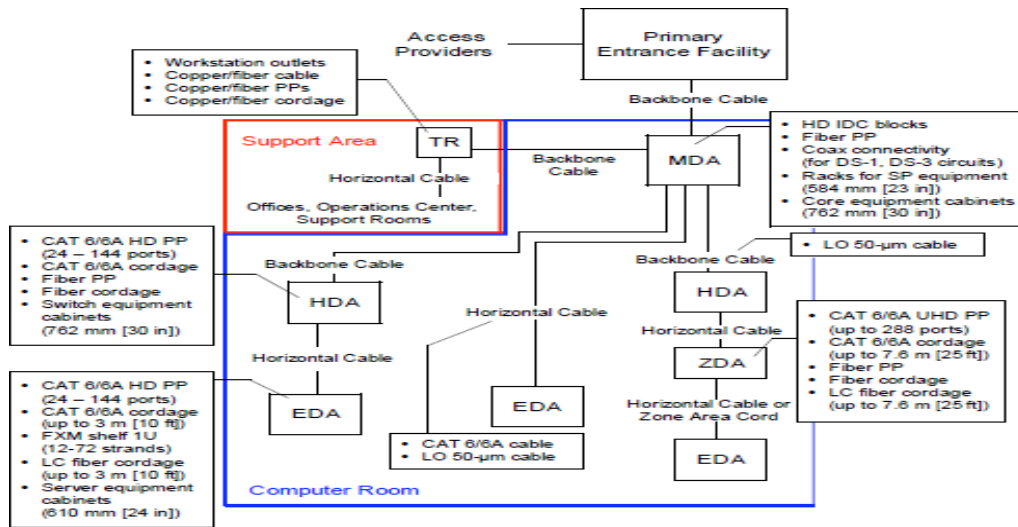 Access
Providers
Primary
Entrance Facility
• Workstation outlets
• Copper/fiber cable
• Copper/fiber PPs
• Copper/fiber cordage
Backbone Cable
Support Area
TR
Backbone
Cable
MDA
• HD IDC blocks
• Fiber PP
• Coax connectivity
(for DS-1, DS-3 circuits)
• Racks for SP equipment
(584 mm [23 in])
• Core equipment cabinets
(762 mm [30 in])
Horizontal Cable
Offices, Operations Center,
Support Rooms
• CAT 6/6A HD PP
(24 – 144 ports)
• CAT 6/6A cordage
• Fiber PP
• Fiber cordage
• Switch equipment
cabinets
(762 mm [30 in])
Backbone Cable
HDA
Horizontal Cable
EDA
Horizontal Cable
EDA
• LO 50-µm cable
Backbone Cable
HDA
Horizontal Cable
ZDA
Horizontal Cable or
Zone Area Cord
EDA
• CAT 6/6A UHD PP
(up to 288 ports)
• CAT 6/6A cordage
(up to 7.6 m [25 ft])
• Fiber PP
• Fiber cordage
• LC fiber cordage
(up to 7.6 m [25 ft])
• CAT 6/6A HD PP
(24 – 144 ports)
• CAT 6/6A cordage
(up to 3 m [10 ft])
• FXM shelf 1U
(12-72 strands)
• LC fiber cordage
(up to 3 m [10 ft])
• Server equipment
cabinets
(610 mm [24 in])
• CAT 6/6A cable
• LO 50-µm cable
Computer Room